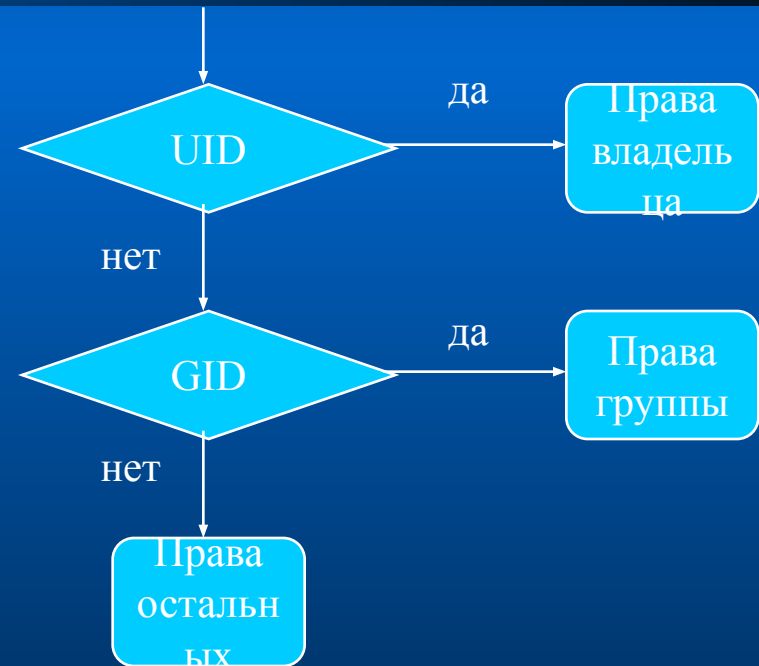 да
Права
владель
ца
UID
нет
да
Права
группы
GID
нет
Права
остальн
ых